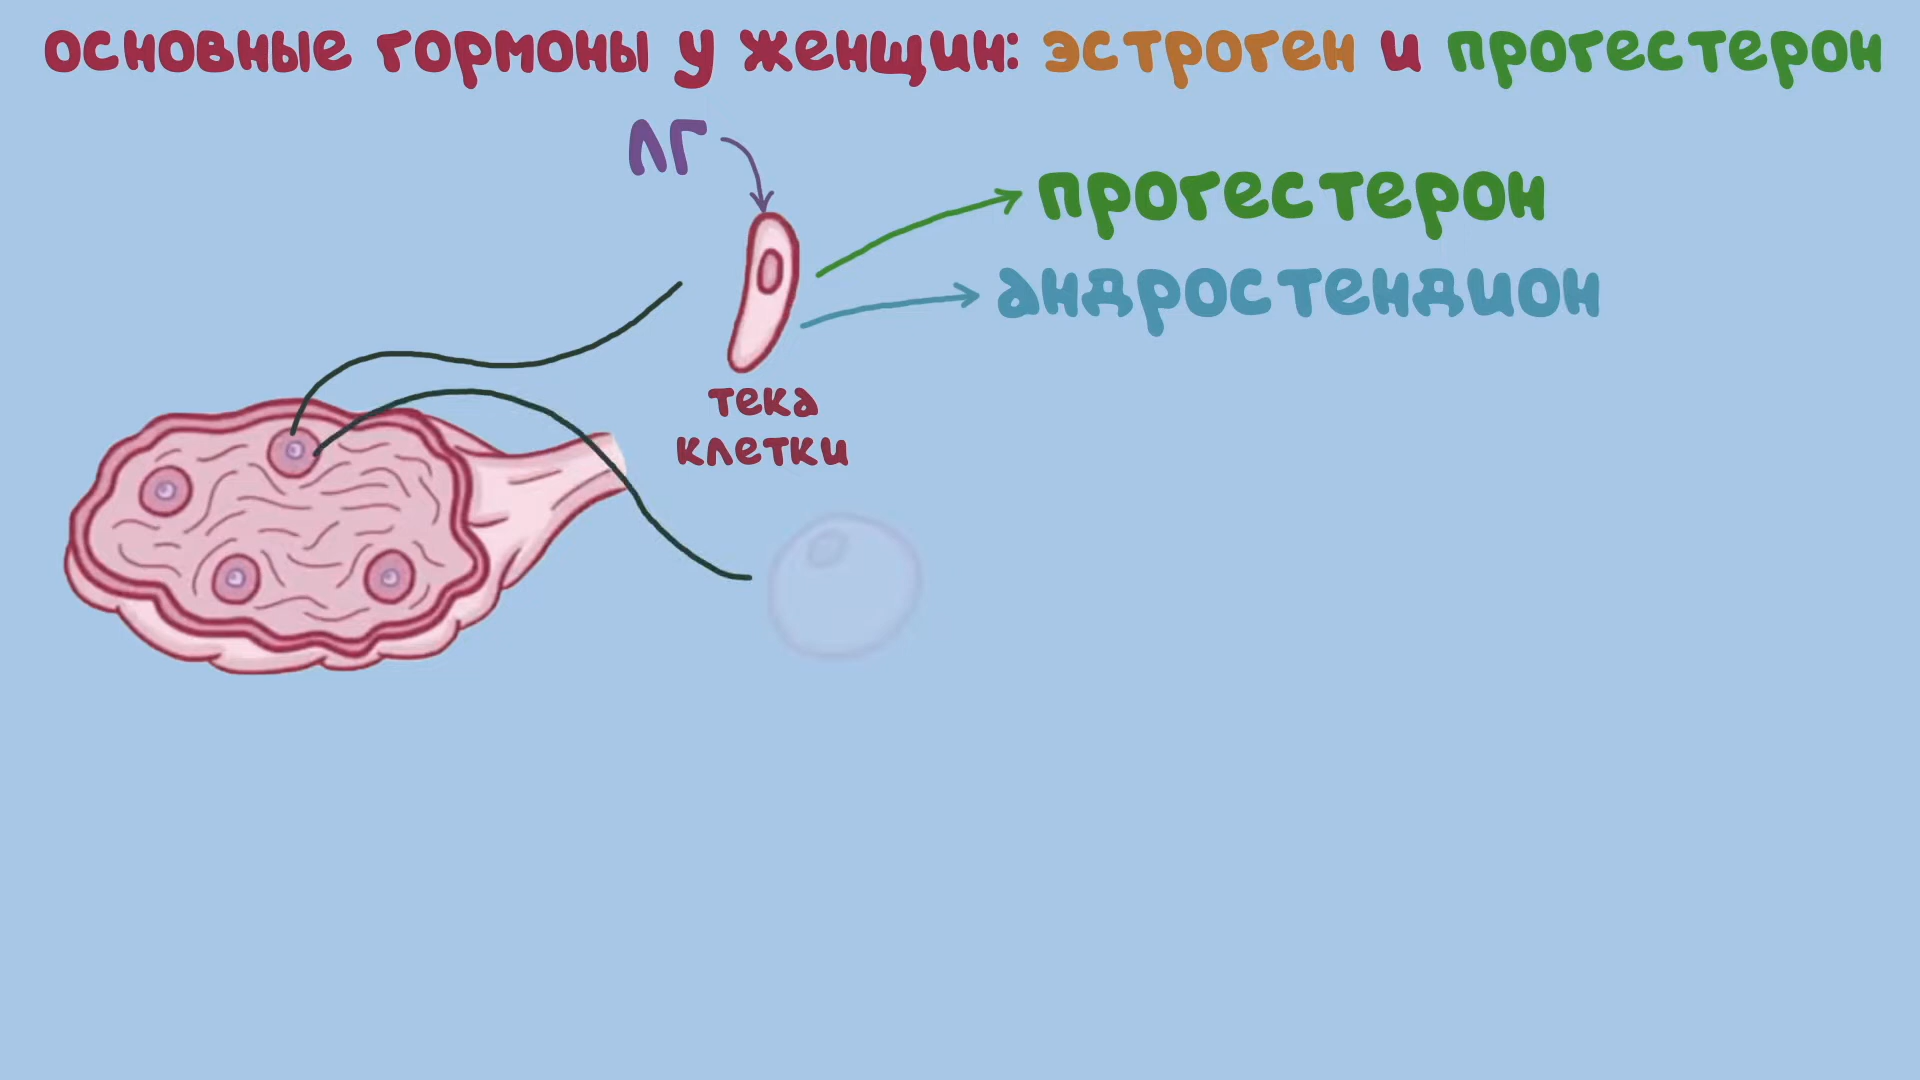 основные гормоны у женщин: эстроген и прогестерон
ЛГ
прогестерон
андростендион
тека
клетки